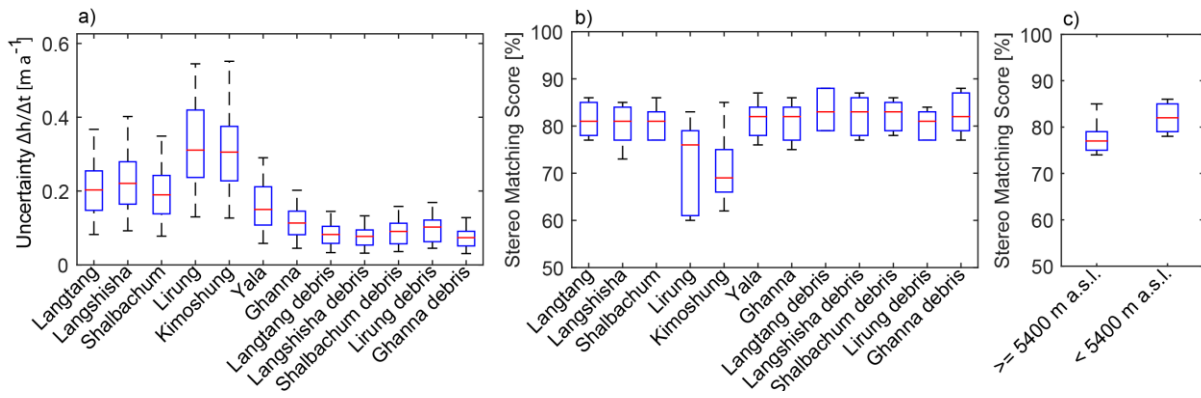 a)
Uncertainty Δh/Δt [m a⁻¹]
0.6
0.4
0.2
0
Langtang
Langshisha
Shalbachum
Lirung
Kimoshung
Yala
Ghanna
Langtang debris
Langshisha debris
Shalbachum debris
Lirung debris
Ghanna debris
b)
Stereo Matching Score [%]
100
90
80
70
60
50
Langtang
Langshisha
Shalbachum
Lirung
Kimoshung
Yala
Ghanna
Langtang debris
Langshisha debris
Shalbachum debris
Lirung debris
Ghanna debris
c)
Stereo Matching Score [%]
100
90
80
70
60
50
>= 5400 m a.s.l.
< 5400 m a.s.l.